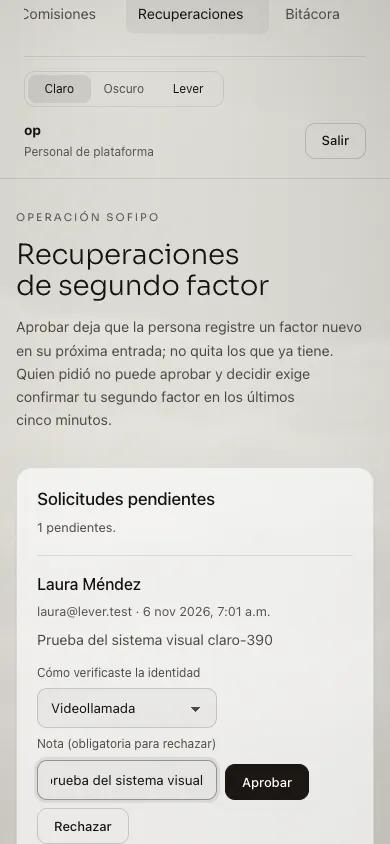 Comisiones Recuperaciones Bitácora
Claro Oscuro Lever
op
Personal de plataforma
Salir
OPERACIÓN SOFIPO
Recuperaciones
de segundo factor
Aprobar deja que la persona registre un factor nuevo
en su próxima entrada; no quita los que ya tiene.
Quien pidió no puede aprobar y decidir exige
confirmar tu segundo factor en los últimos
cinco minutos.
Solicitudes pendientes
1 pendientes.
Laura Méndez
laura@lever.test · 6 nov 2026, 7:01 a.m.
Prueba del sistema visual claro-390
Cómo verificaste la identidad
Videollamada
Nota (obligatoria para rechazar)
rueba del sistema visual
Aprobar
Rechazar